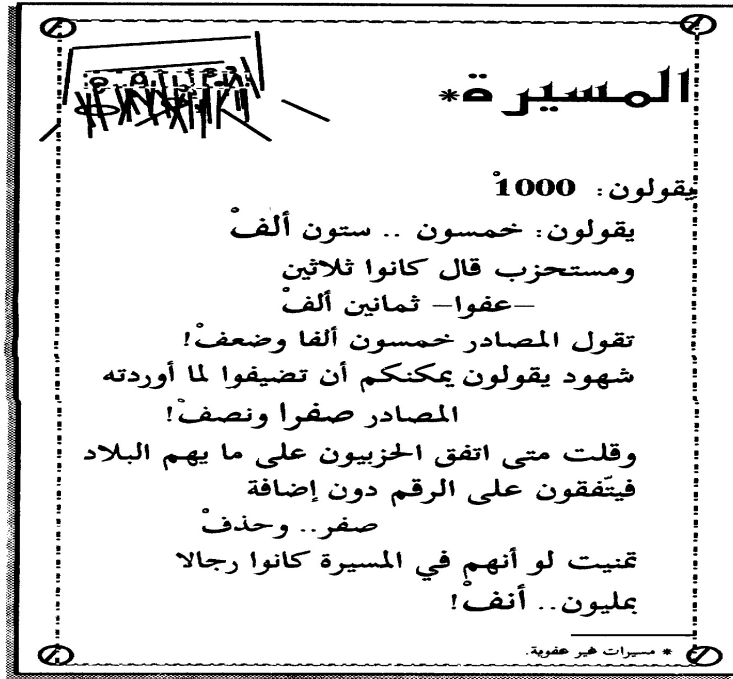 المسيرة*
يقولون: 1000ْ
يقولون: خمسون .. ستون ألفْ
ومستحزب قال كانوا ثلاثين
–عفوا– ثمانين ألفْ
تقول المصادر خمسون ألفا وضعفْ!
شهود يقولون يمكنكم أن تضيفوا لما أوردته
المصادر صفرا ونصفْ!
وقلت متى اتفق الحزبيون على ما يهم البلاد
فيتّفقون على الرقم دون إضافة
صفر.. وحذفْ
تمنيت لو أنهم في المسيرة كانوا رجالا
بمليون.. أنفْ!
* مسيرات غير عفوية.